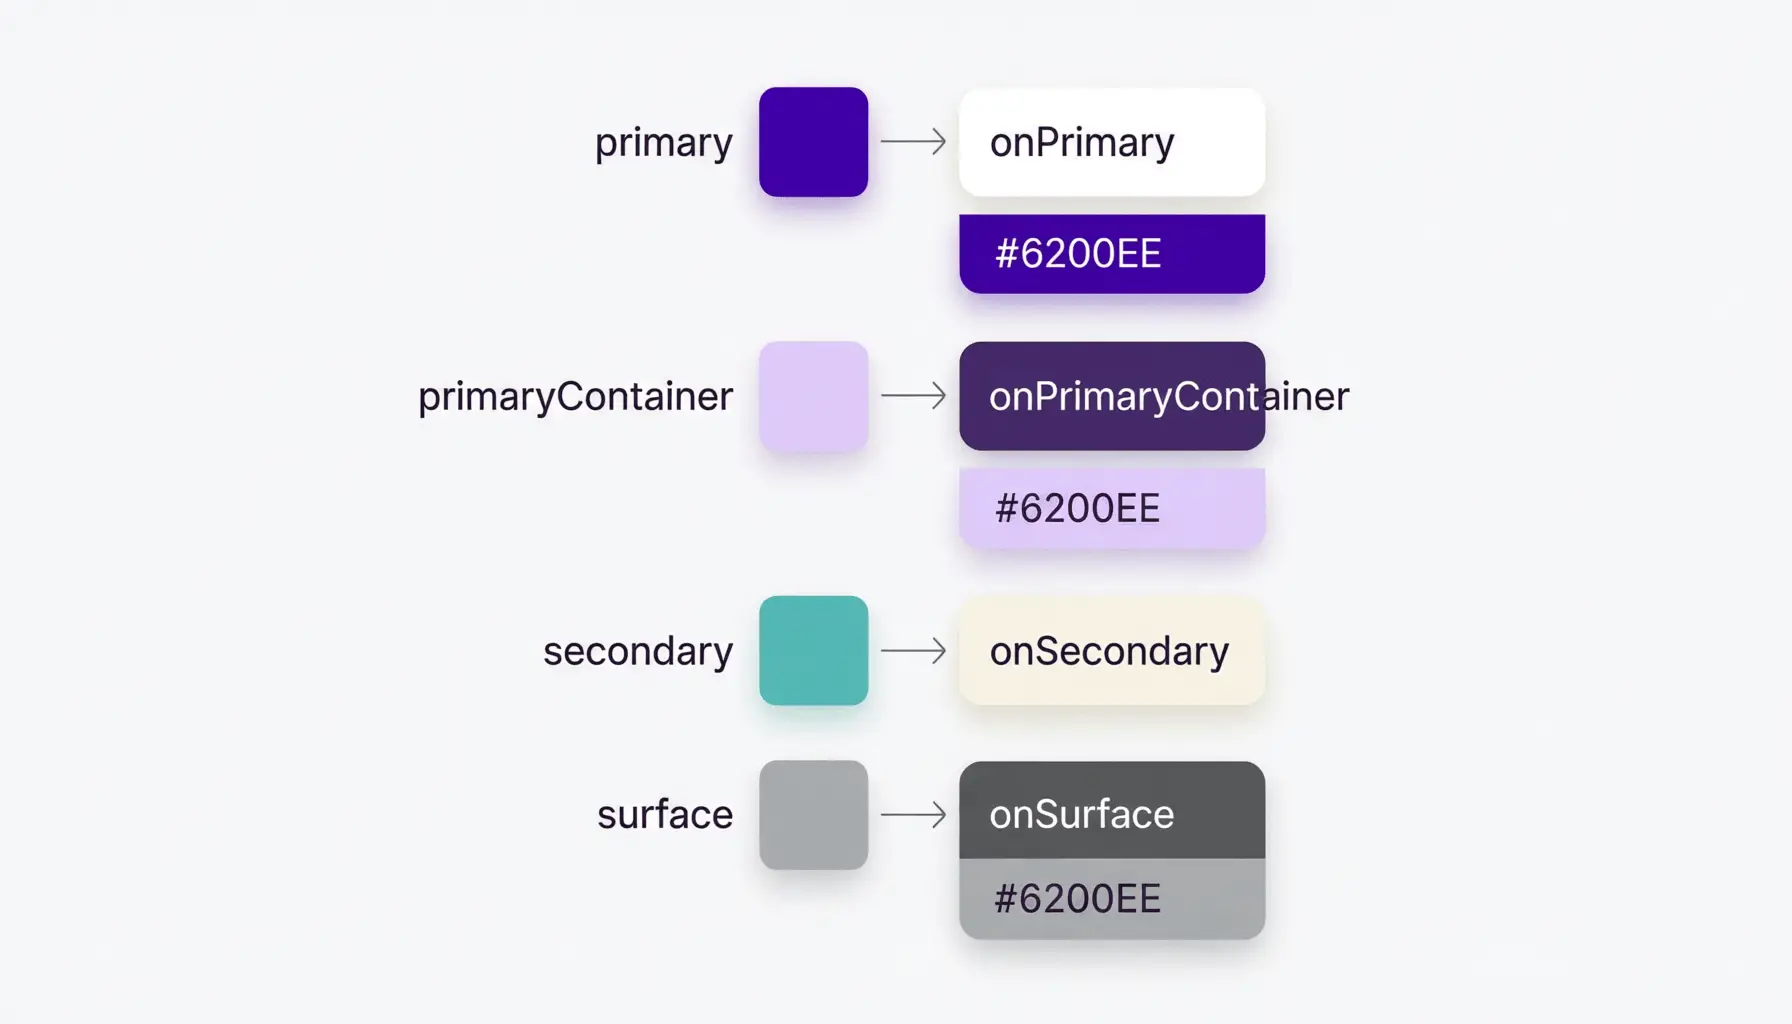 primary
onPrimary
#6200EE
primaryContainer
onPrimaryContainer
#6200EE
secondary
onSecondary
surface
onSurface
#6200EE